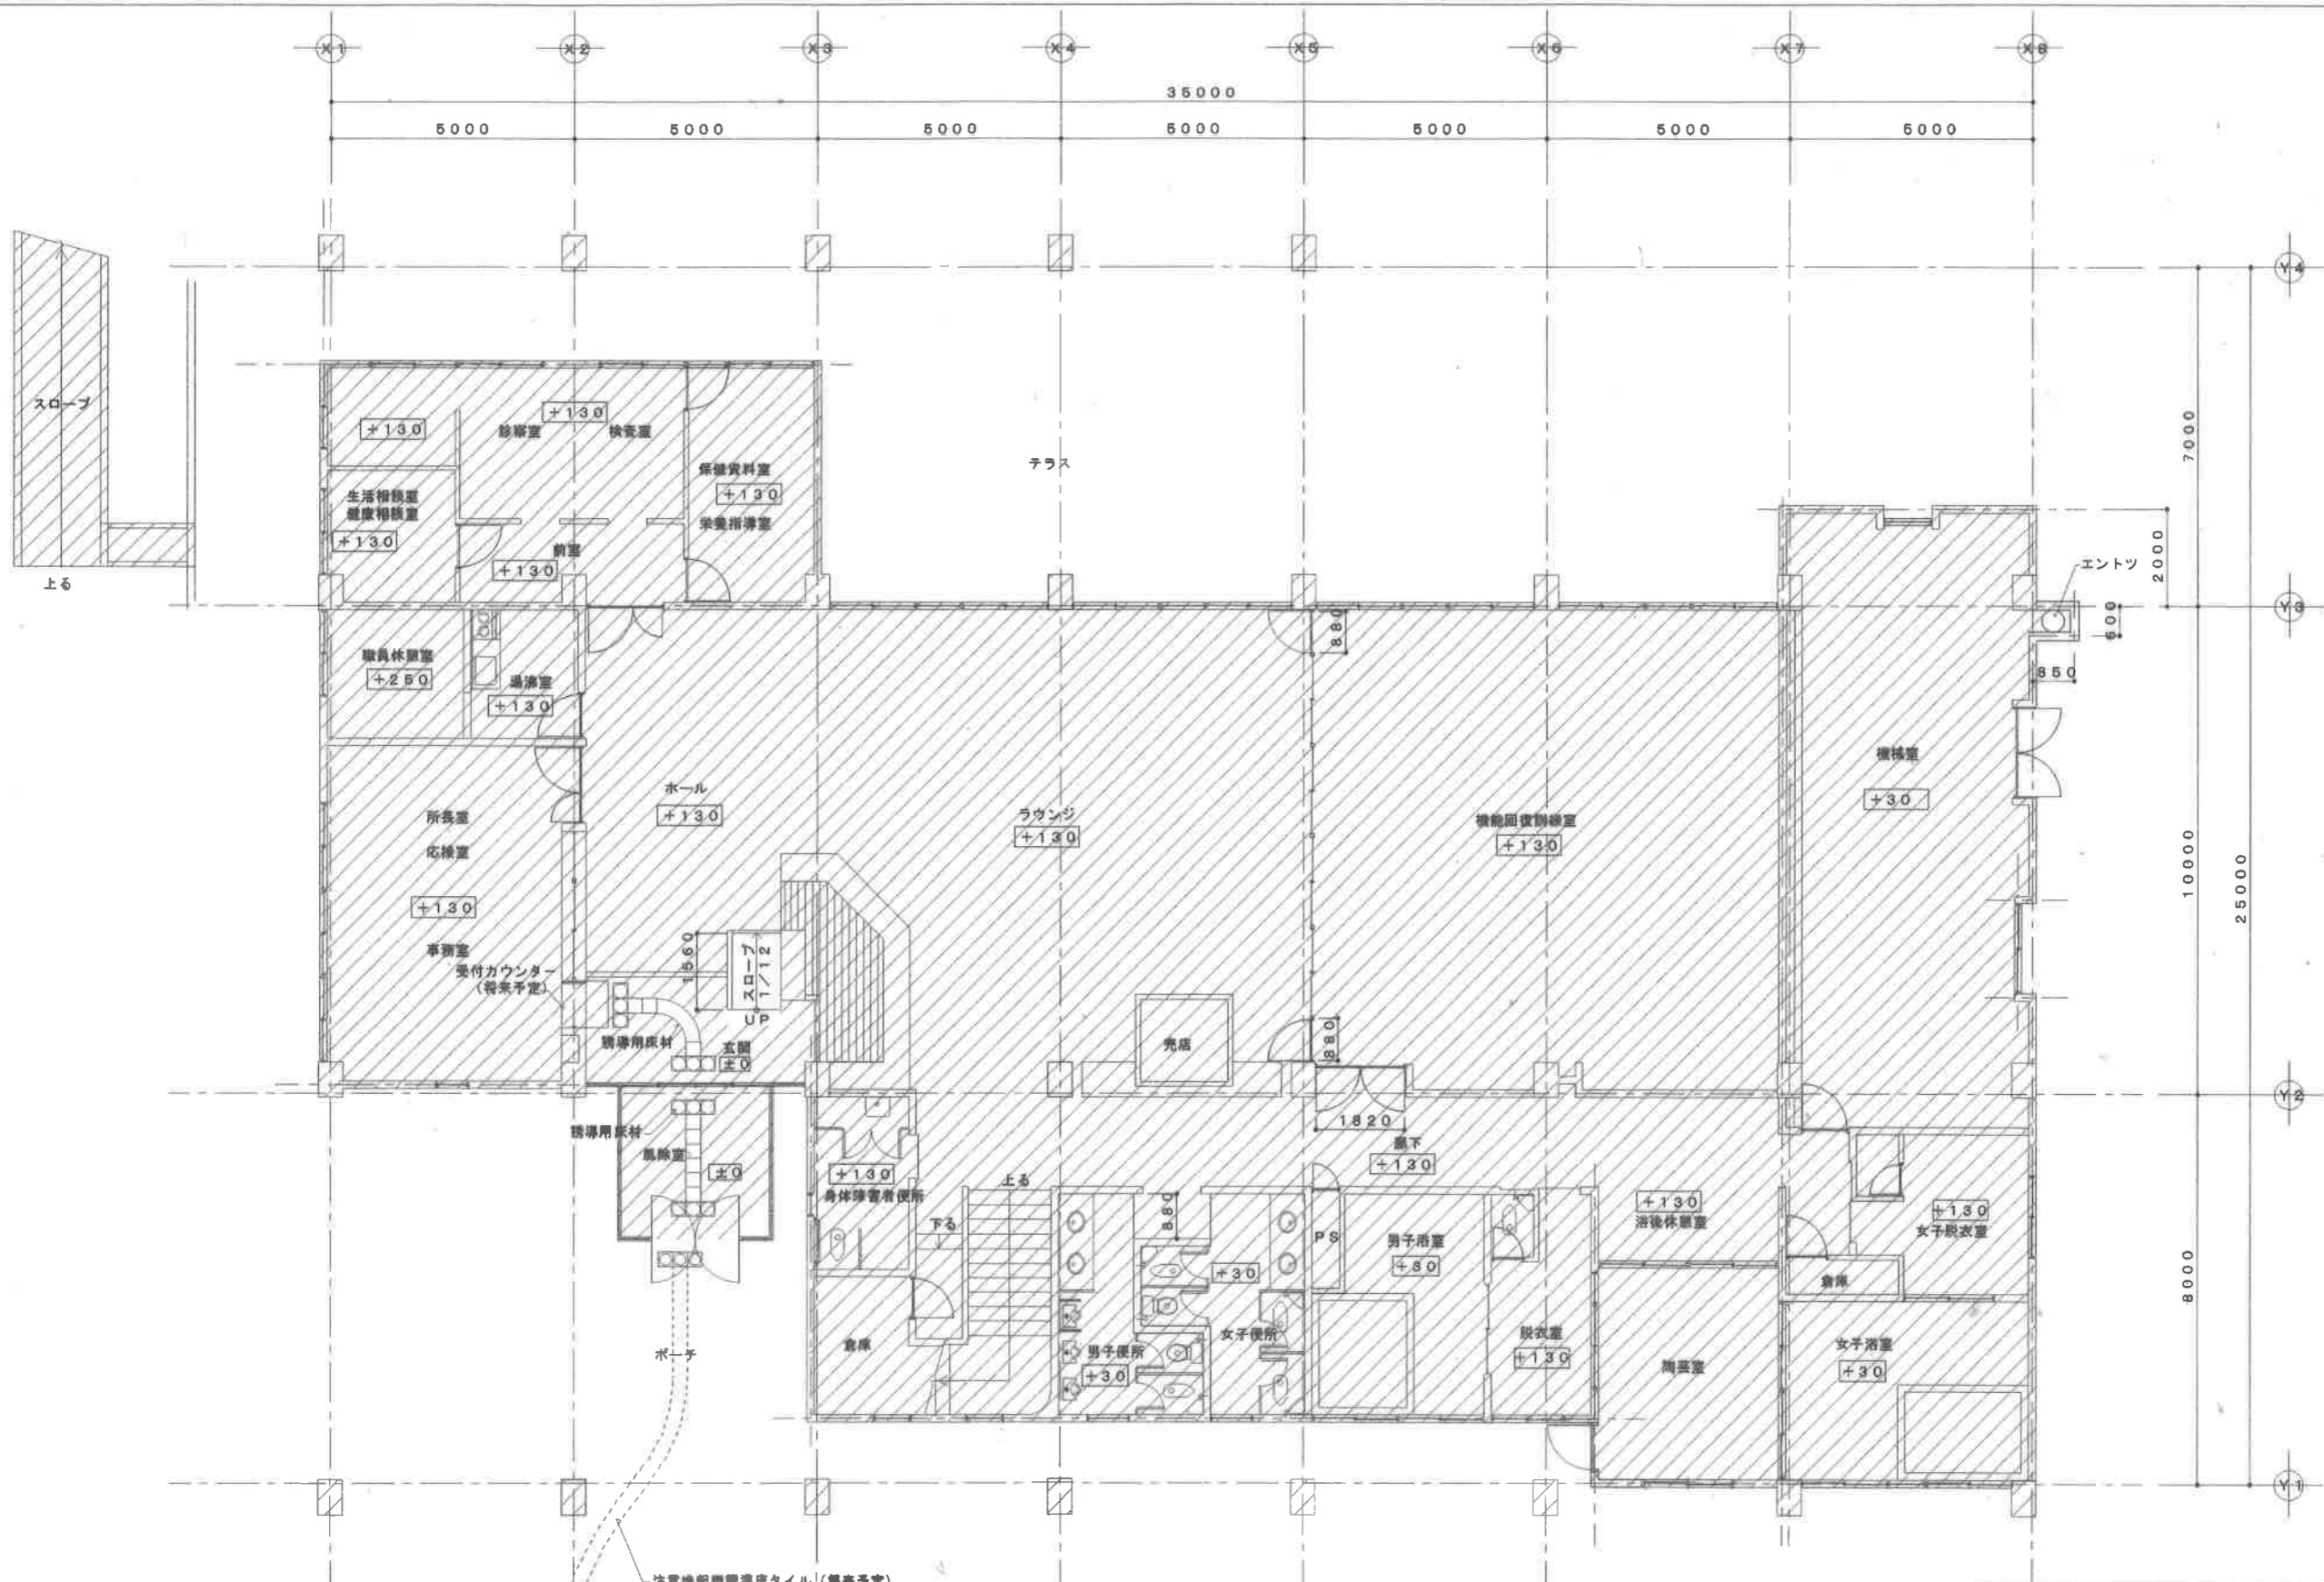 X1 X2 X3 X4 X5 X6 X7 X8
35000
5000 5000 5000 5000 5000 5000 5000
Y4
スロープ
上る
+130
診察室 検査室
+130
保健資料室
+130
栄養指導室
生活相談室
健康相談室
+130
前室
+130
テラス
7000
2000
エントツ
600
850
Y3
職員休憩室
+250
湯沸室
+130
880
機械室
+30
所長室
応接室
+130
事務室
受付カウンター
(将来予定)
ホール
+130
ラウンジ
+130
機能回復訓練室
+130
10000
25000
1560
スロープ
1/12
UP
誘導用床材
玄関
±0
売店
880
Y2
誘導用床材
風除室
±0
1820
廊下
+130
+130
身体障害者便所
上る
下る
880
PS
男子浴室
+30
+130
浴後休憩室
+130
女子脱衣室
倉庫
8000
+30
女子便所
倉庫
男子便所
+30
脱衣室
+130
陶芸室
女子浴室
+30
ポーチ
Y1
(将来予定)